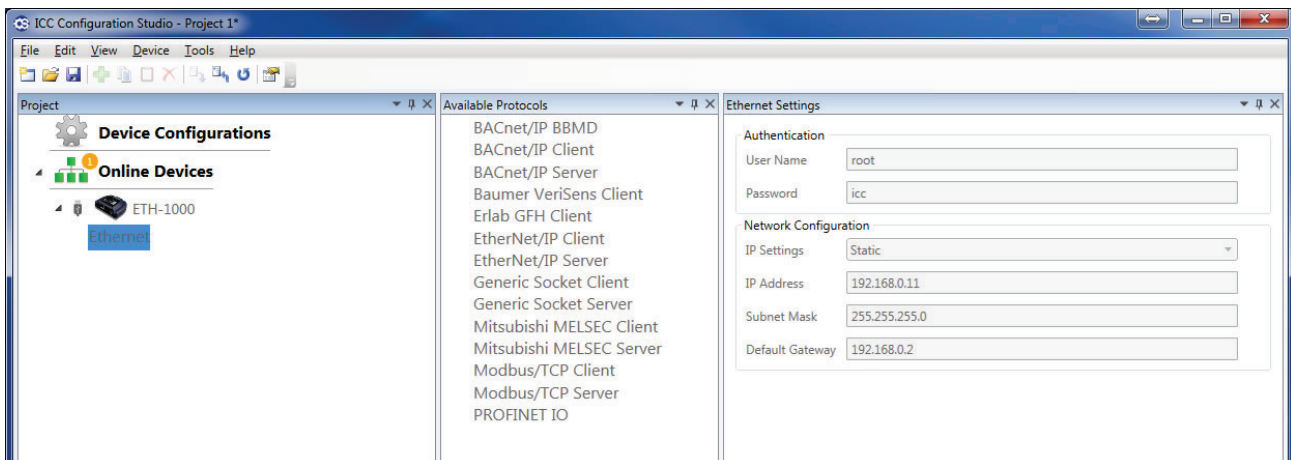 ICC Configuration Studio - Project 1*
File Edit View Device Tools Help
Project
Device Configurations
1
Online Devices
ETH-1000
Ethernet
Available Protocols
BACnet/IP BBMD
BACnet/IP Client
BACnet/IP Server
Baumer VeriSens Client
Erlab GFH Client
EtherNet/IP Client
EtherNet/IP Server
Generic Socket Client
Generic Socket Server
Mitsubishi MELSEC Client
Mitsubishi MELSEC Server
Modbus/TCP Client
Modbus/TCP Server
PROFINET IO
Ethernet Settings
Authentication
User Name root
Password icc
Network Configuration
IP Settings Static
IP Address 192.168.0.11
Subnet Mask 255.255.255.0
Default Gateway 192.168.0.2